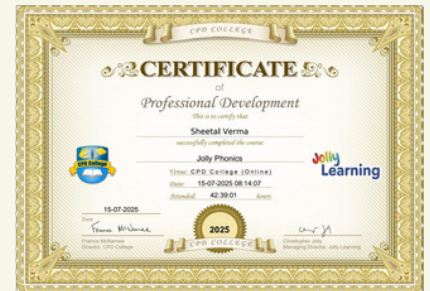 CPD COLLEGE
CERTIFICATE
of
Professional Development
This is to certify that
Sheetal Verma
successfully completed the course:
Jolly Phonics
Venue: CPD College (Online)
Date: 15-07-2025 08:14:07
Attended: 42:39:01 hours
CPD College
Jolly Learning
15-07-2025
Date
Francis McNamee
Director, CPD College
2025
CPD COLLEGE
Christopher Jolly
Managing Director, Jolly Learning